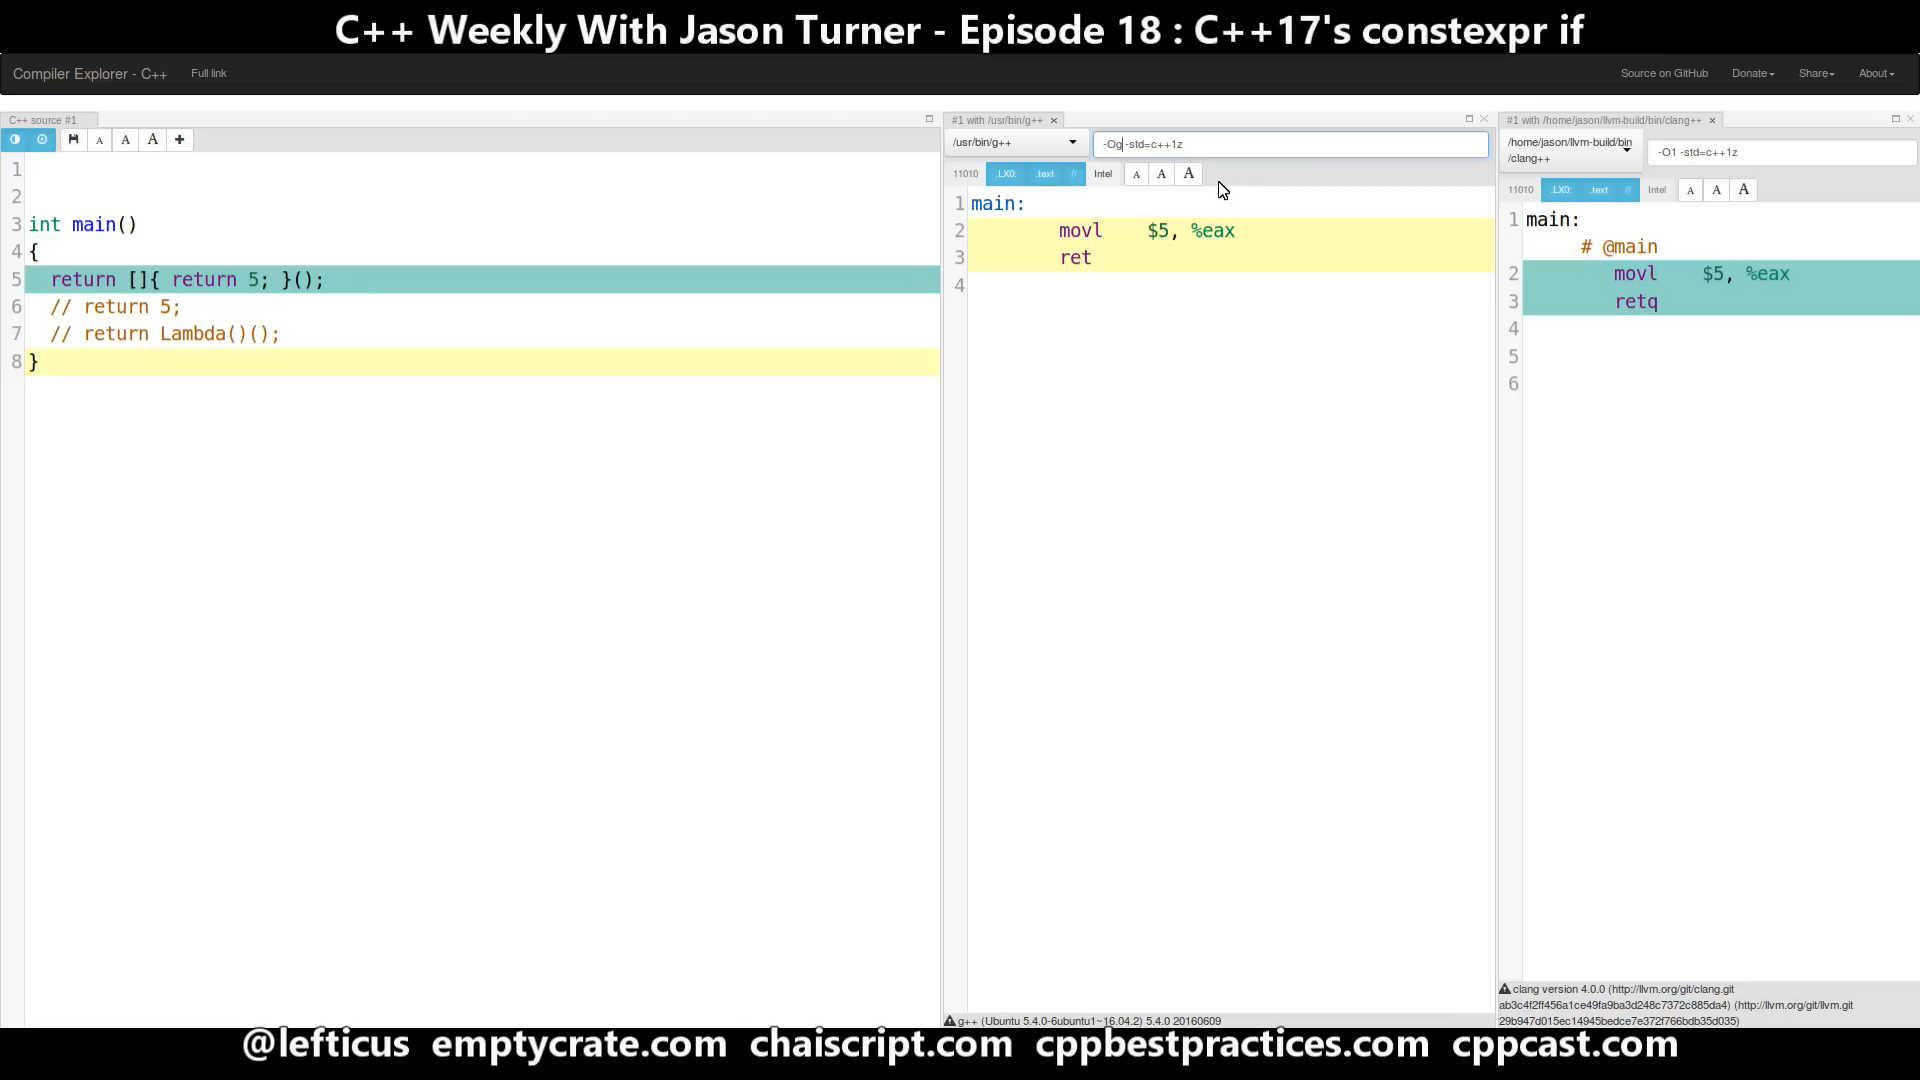 C++ Weekly With Jason Turner - Episode 18 : C++17's constexpr if
Compiler Explorer - C++ Full link Source on GitHub Donate Share About
C++ source #1
A A A
1
2
3 int main()
4 {
5 return []{ return 5; }();
6 // return 5;
7 // return Lambda()();
8 }
#1 with /usr/bin/g++
/usr/bin/g++ -Og -std=c++1z
11010 .LX0: .text // Intel A A A
1 main:
2 movl $5, %eax
3 ret
4
g++ (Ubuntu 5.4.0-6ubuntu1~16.04.2) 5.4.0 20160609
#1 with /home/jason/llvm-build/bin/clang++
/home/jason/llvm-build/bin
/clang++
-O1 -std=c++1z
11010 .LX0: .text // Intel A A A
1 main:
# @main
2 movl $5, %eax
3 retq
4
5
6
clang version 4.0.0 (http://llvm.org/git/clang.git
ab3c4f2ff456a1ce49fa9ba3d248c7372c885da4) (http://llvm.org/git/llvm.git
29b947d015ec14945bedce7e372f766bdb35d035)
@lefticus emptycrate.com chaiscript.com cppbestpractices.com cppcast.com